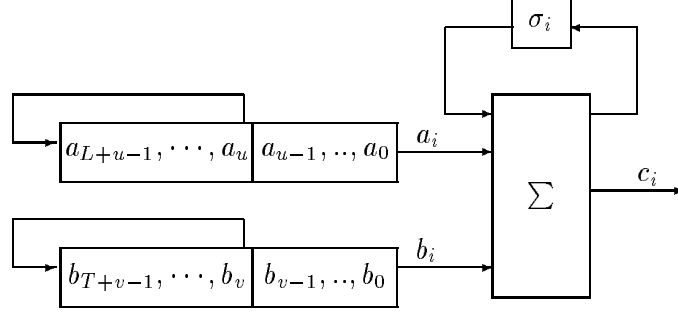 σ_i
a_{L+u−1}, ⋯, a_u a_{u−1}, .., a_0 a_i
Σ c_i
b_{T+v−1}, ⋯, b_v b_{v−1}, .., b_0 b_i